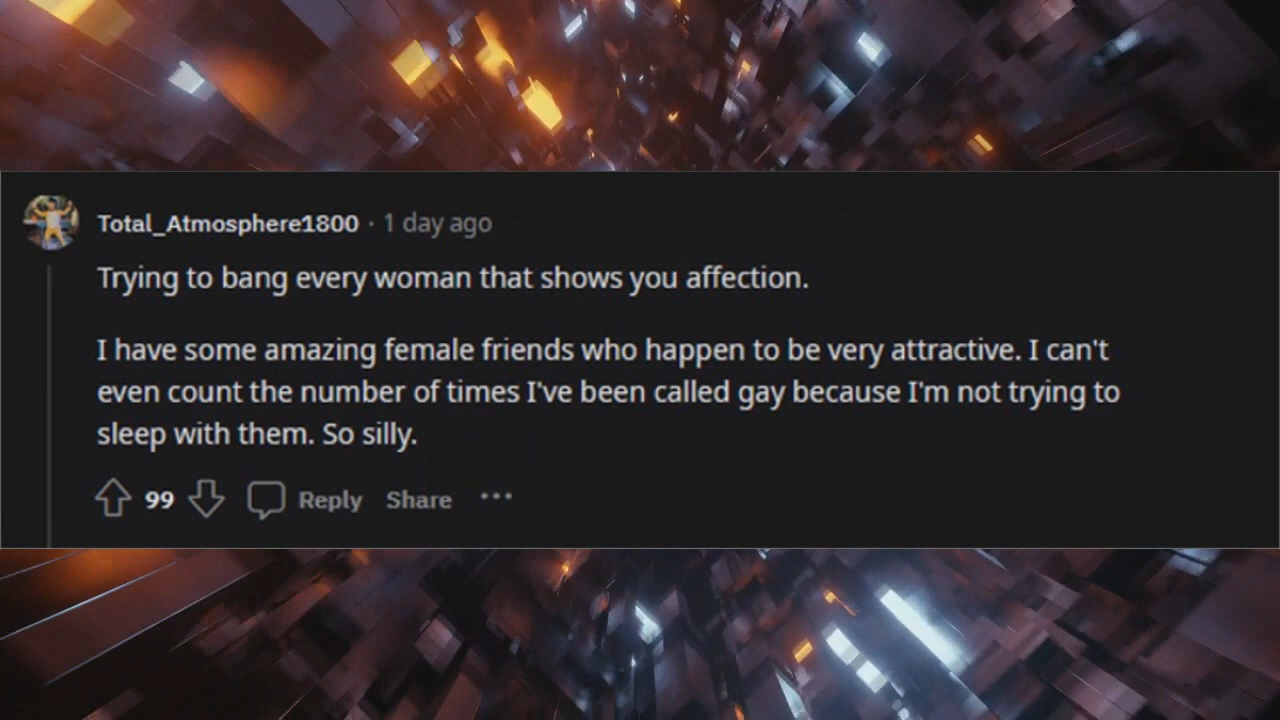 Total_Atmosphere1800 · 1 day ago
Trying to bang every woman that shows you affection.
I have some amazing female friends who happen to be very attractive. I can't
even count the number of times I've been called gay because I'm not trying to
sleep with them. So silly.
99 Reply Share ···